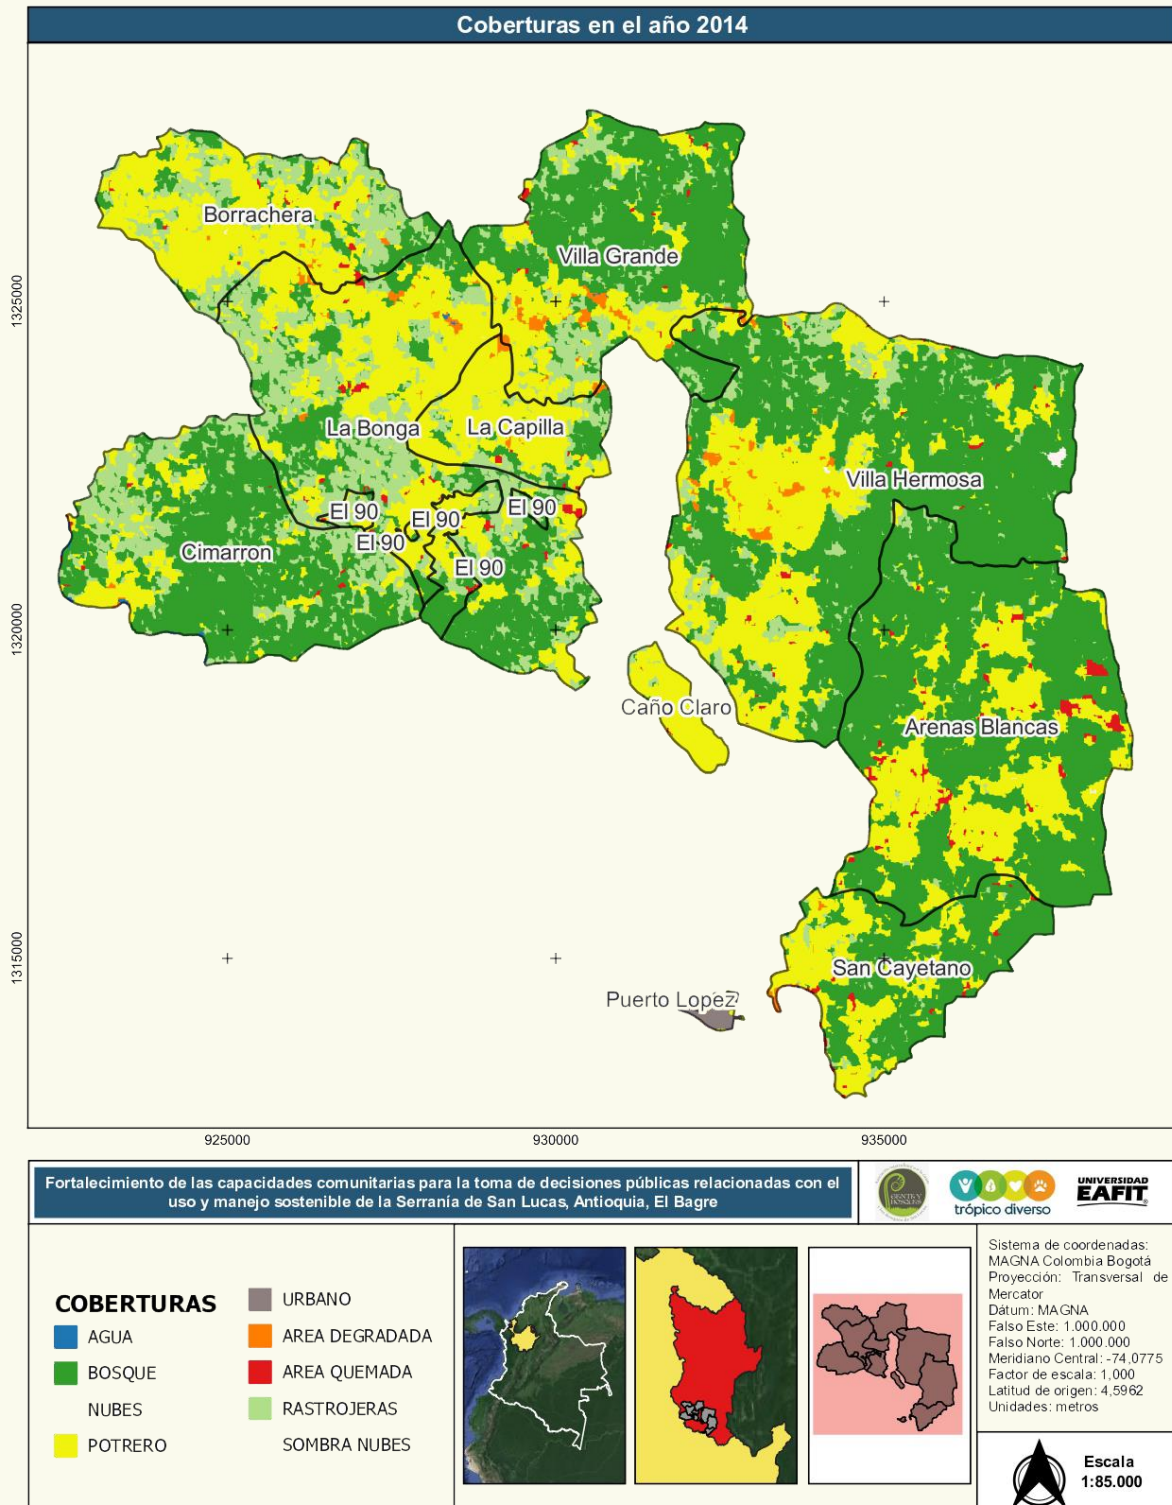 Coberturas en el año 2014
Borrachera
Villa Grande
1325000
La Bonga
La Capilla
Villa Hermosa
El 90
El 90
El 90
El 90
El 90
Cimarron
1320000
Caño Claro
Arenas Blancas
1315000
San Cayetano
Puerto Lopez
925000
930000
935000
Fortalecimiento de las capacidades comunitarias para la toma de decisiones públicas relacionadas con el
uso y manejo sostenible de la Serranía de San Lucas, Antioquia, El Bagre
trópico diverso
UNIVERSIDAD
EAFIT
COBERTURAS
AGUA
BOSQUE
NUBES
POTRERO
URBANO
AREA DEGRADADA
AREA QUEMADA
RASTROJERAS
SOMBRA NUBES
Sistema de coordenadas:
MAGNA Colombia Bogotá
Proyección: Transversal de
Mercator
Dátum: MAGNA
Falso Este: 1.000.000
Falso Norte: 1.000.000
Meridiano Central: -74,0775
Factor de escala: 1,000
Latitud de origen: 4,5962
Unidades: metros
Escala
1:85.000